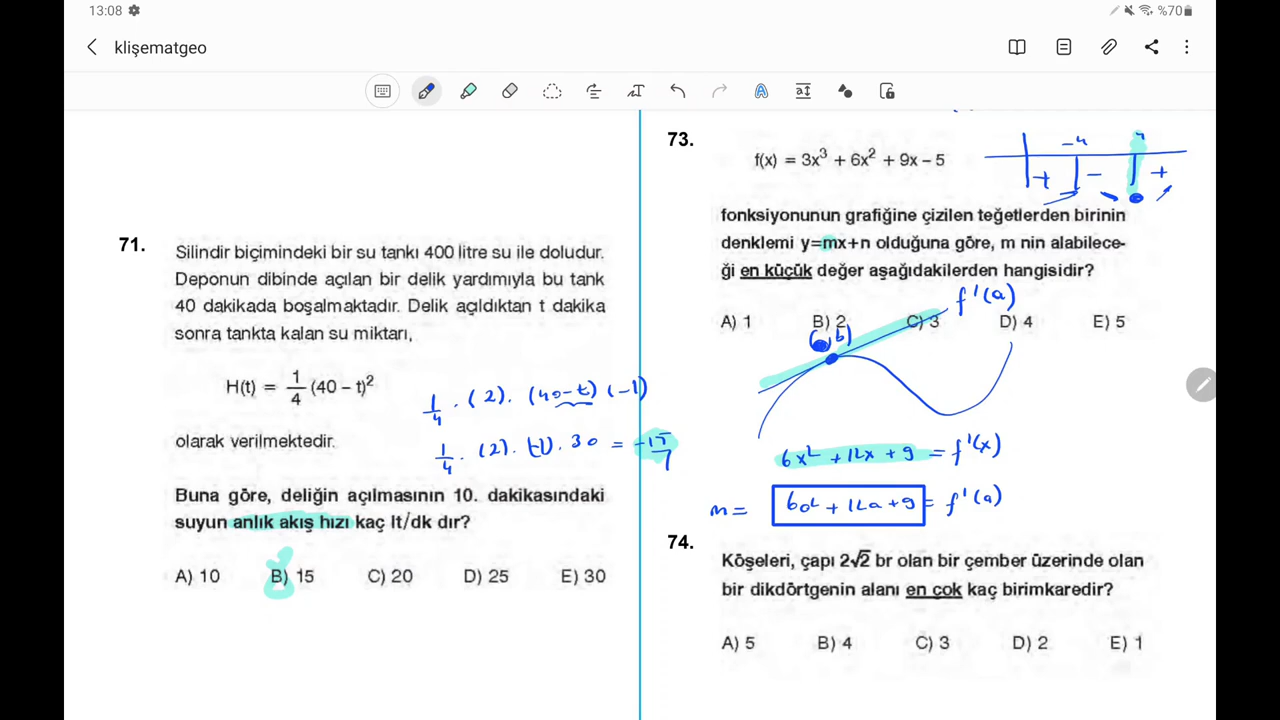 13:08
%70
klişematgeo
71.
Silindir biçimindeki bir su tankı 400 litre su ile doludur.
Deponun dibinde açılan bir delik yardımıyla bu tank
40 dakikada boşalmaktadır. Delik açıldıktan t dakika
sonra tankta kalan su miktarı,
H(t) = 1/4 (40 – t)²
1/4 . (2). (40-t) (-1)
olarak verilmektedir.
1/4 . (2). (-1). 30 = -15
Buna göre, deliğin açılmasının 10. dakikasındaki
suyun anlık akış hızı kaç lt/dk dır?
A) 10 B) 15 C) 20 D) 25 E) 30
73.
f(x) = 3x³ + 6x² + 9x – 5
-4 4
+ - +
fonksiyonunun grafiğine çizilen teğetlerden birinin
denklemi y=mx+n olduğuna göre, m nin alabilece-
ği en küçük değer aşağıdakilerden hangisidir?
f'(a)
A) 1 B) 2 C) 3 D) 4 E) 5
6x² + 12x + 9 = f'(x)
m = 6a² + 12a + 9 = f'(a)
74.
Köşeleri, çapı 2√2 br olan bir çember üzerinde olan
bir dikdörtgenin alanı en çok kaç birimkaredir?
A) 5 B) 4 C) 3 D) 2 E) 1